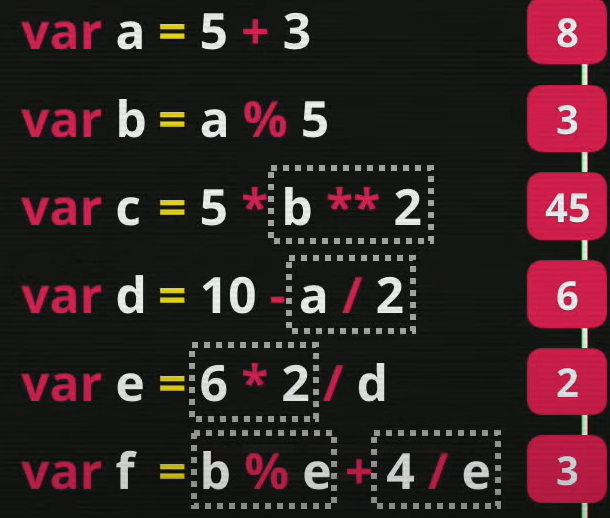 var a = 5 + 3 8
var b = a % 5 3
var c = 5 * b ** 2 45
var d = 10 - a / 2 6
var e = 6 * 2 / d 2
var f = b % e + 4 / e 3